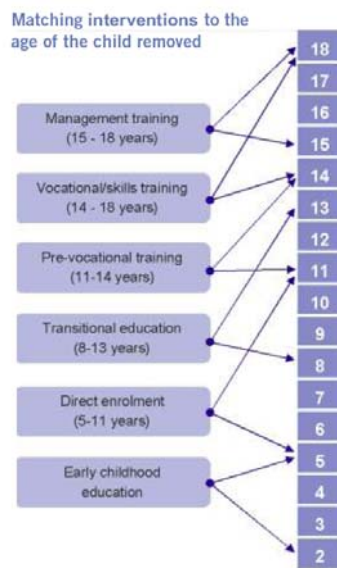 Matching interventions to the
age of the child removed
18
17
16
15
14
13
12
11
10
9
8
7
6
5
4
3
2
Management training
(15 - 18 years)
Vocational/skills training
(14 - 18 years)
Pre-vocational training
(11-14 years)
Transitional education
(8-13 years)
Direct enrolment
(5-11 years)
Early childhood
education